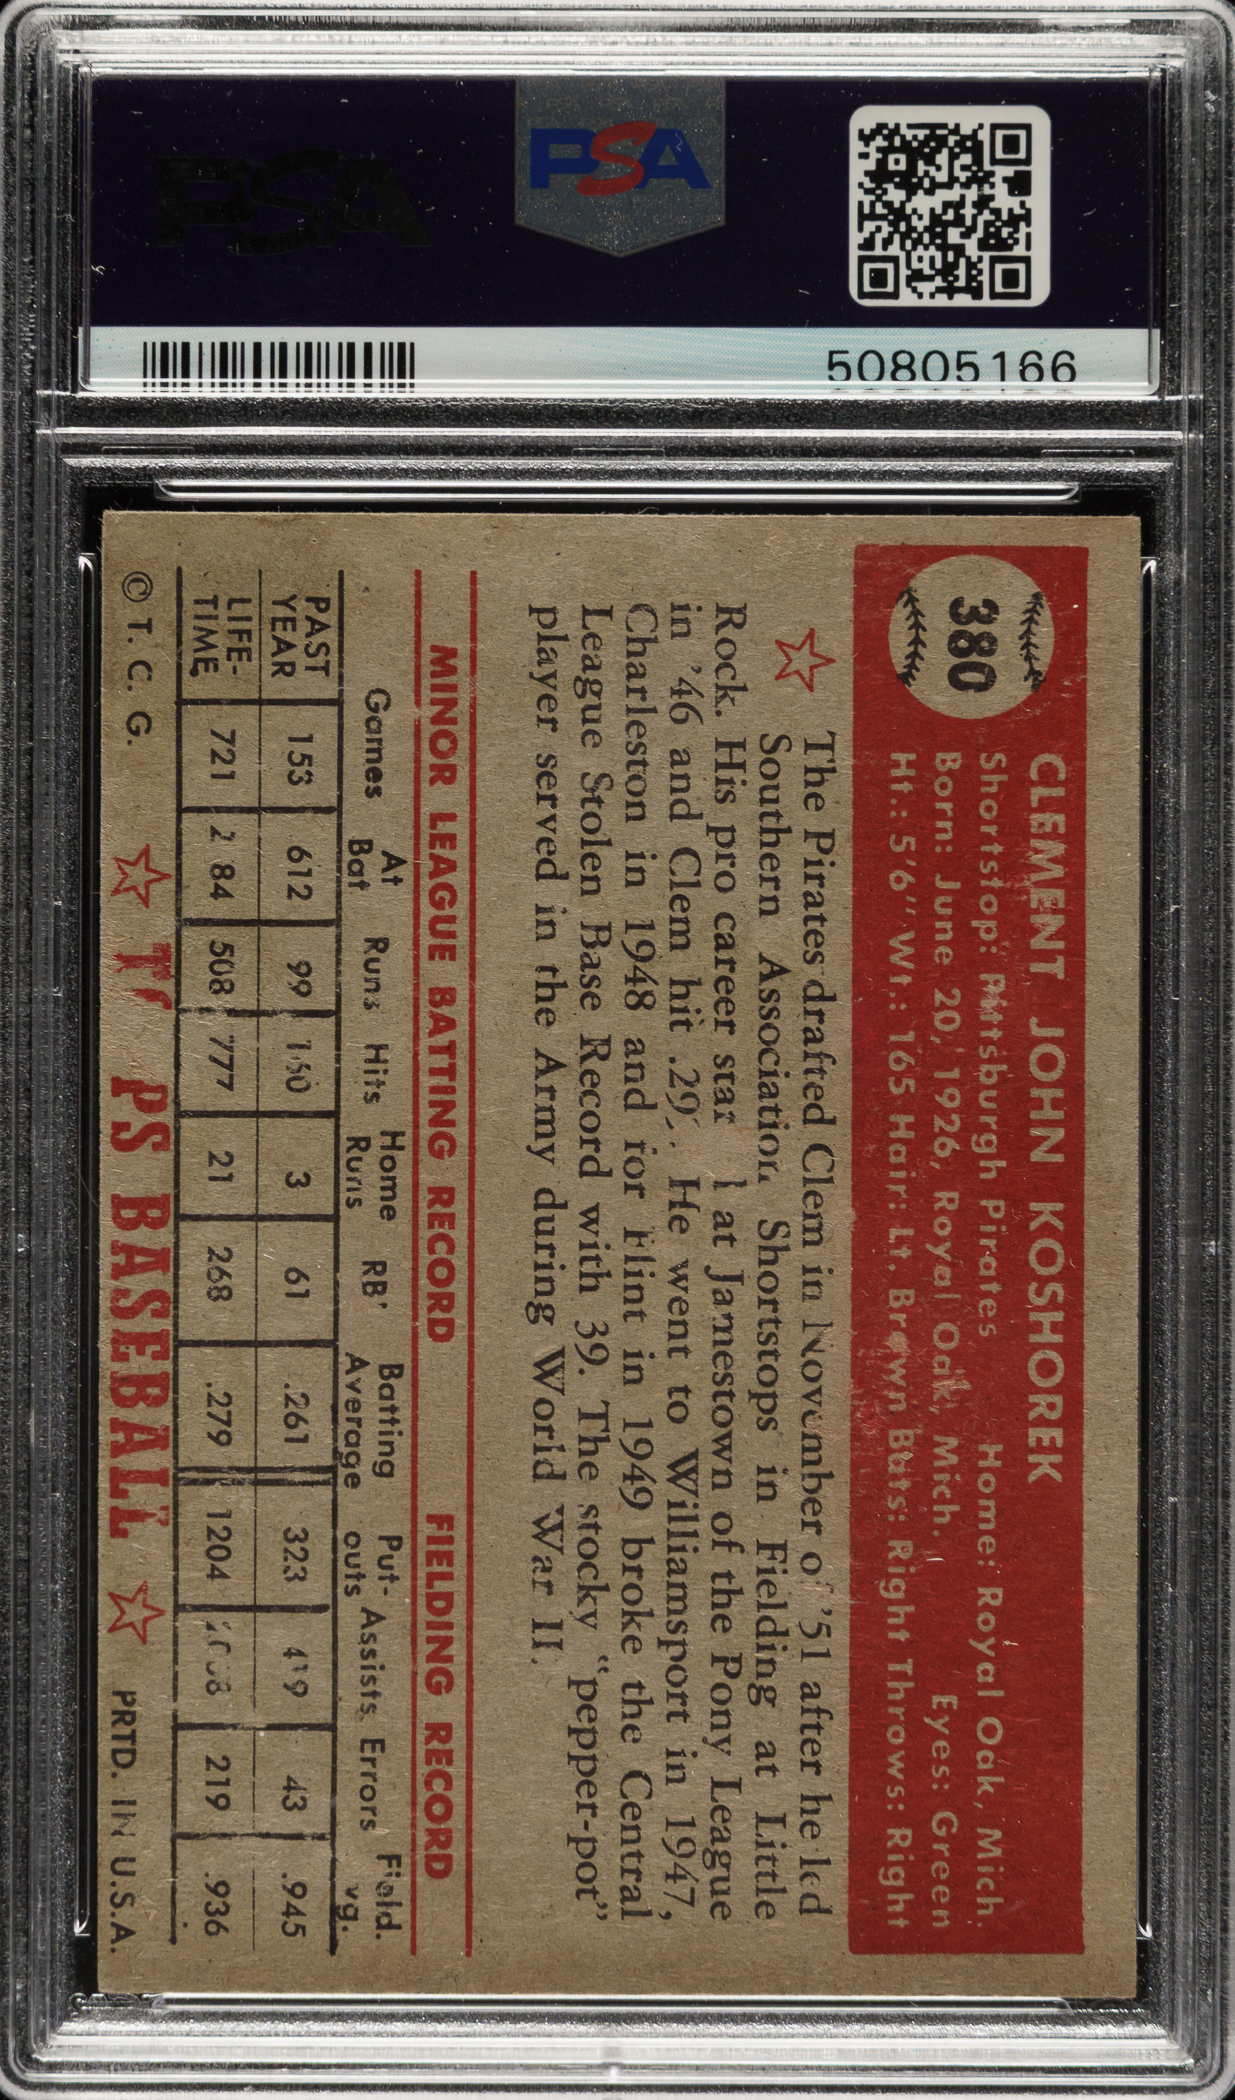 PSA
PSA
50805166
380
CLEMENT JOHN KOSHOREK
Shortstop: Pittsburgh Pirates Home: Royal Oak, Mich.
Born: June 20, 1926, Royal Oak, Mich. Eyes: Green
Ht.: 5'6" Wt.: 165 Hair: Lt. Brown Bats: Right Throws: Right
The Pirates drafted Clem in November of '51 after he led
Southern Association Shortstops in Fielding at Little
Rock. His pro career star at Jamestown of the Pony League
in '46 and Clem hit He went to Williamsport in 1947,
Charleston in 1948 and for Flint in 1949 broke the Central
League Stolen Base Record with 39. The stocky "pepper-pot"
player served in the Army during World War II.
MINOR LEAGUE BATTING RECORD FIELDING RECORD
Games At Bat Runs Hits Home Runs RB Batting Average Put-outs Assists Errors Field. vg.
PAST YEAR 153 612 99 3 61 .261 323 43 .945
LIFE-TIME 721 508 777 21 268 .279 1204 219 .936
© T. C. G. PS BASEBALL PRTD. IN U.S.A.